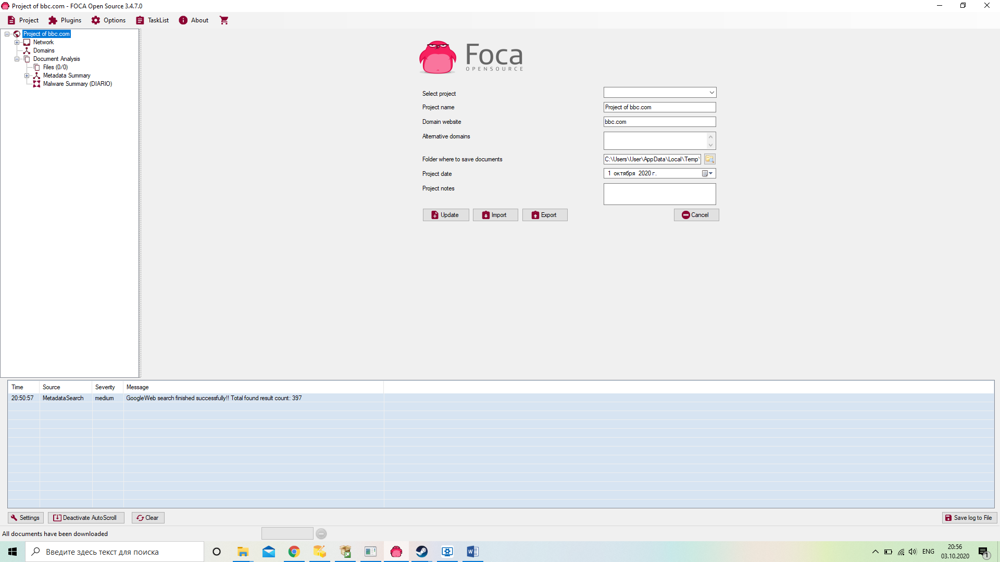 Project of bbc.com - FOCA Open Source 3.4.7.0
Project Plugins Options TaskList About
Project of bbc.com
Network
Domains
Document Analysis
Files (0/0)
Metadata Summary
Malware Summary (DIARIO)
Foca
OPENSOURCE
Select project
Project name Project of bbc.com
Domain website bbc.com
Alternative domains
Folder where to save documents C:\Users\User\AppData\Local\Temp\
Project date 1 октября 2020 г.
Project notes
Update Import Export Cancel
Time Source Severity Message
20:50:57 MetadataSearch medium GoogleWeb search finished successfully!! Total found result count: 397
Settings Deactivate AutoScroll Clear Save log to File
All documents have been downloaded
Введите здесь текст для поиска
ENG
20:56
03.10.2020
1